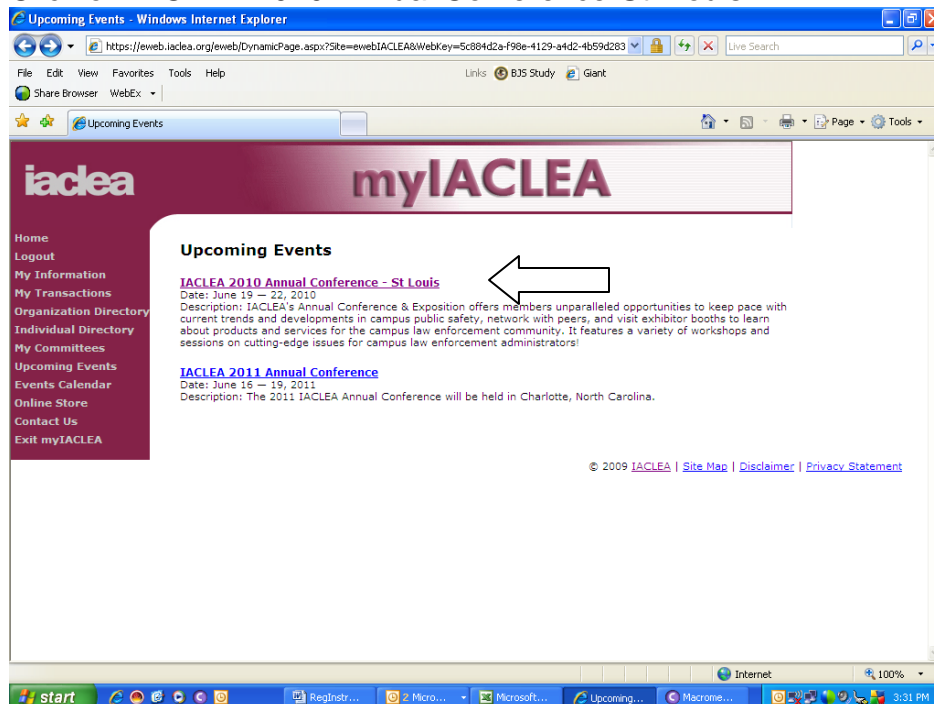 Upcoming Events - Windows Internet Explorer
https://eweb.iaclea.org/eweb/DynamicPage.aspx?Site=ewebIACLEA&WebKey=5c884d2a-f98e-4129-a4d2-4b59d283
Live Search
File Edit View Favorites Tools Help
Links BJS Study Giant
Share Browser WebEx
Upcoming Events
Page Tools
iaclea
myIACLEA
Home
Logout
My Information
My Transactions
Organization Directory
Individual Directory
My Committees
Upcoming Events
Events Calendar
Online Store
Contact Us
Exit myIACLEA
Upcoming Events
IACLEA 2010 Annual Conference - St Louis
Date: June 19 — 22, 2010
Description: IACLEA's Annual Conference & Exposition offers members unparalleled opportunities to keep pace with
current trends and developments in campus public safety, network with peers, and visit exhibitor booths to learn
about products and services for the campus law enforcement community. It features a variety of workshops and
sessions on cutting-edge issues for campus law enforcement administrators!
IACLEA 2011 Annual Conference
Date: June 16 — 19, 2011
Description: The 2011 IACLEA Annual Conference will be held in Charlotte, North Carolina.
© 2009 IACLEA | Site Map | Disclaimer | Privacy Statement
Internet
100%
start
RegInstr...
2 Micro...
Microsoft...
Upcoming...
Macrome...
3:31 PM